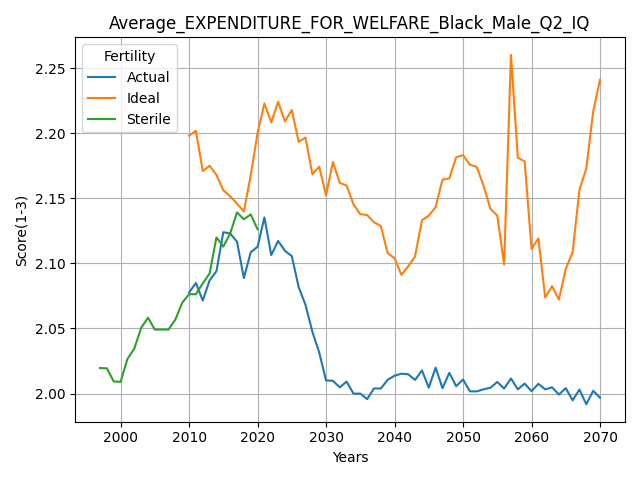 Average_EXPENDITURE_FOR_WELFARE_Black_Male_Q2_IQ
Fertility
Actual
Ideal
Sterile
Score(1-3)
2.25
2.20
2.15
2.10
2.05
2.00
2000 2010 2020 2030 2040 2050 2060 2070
Years